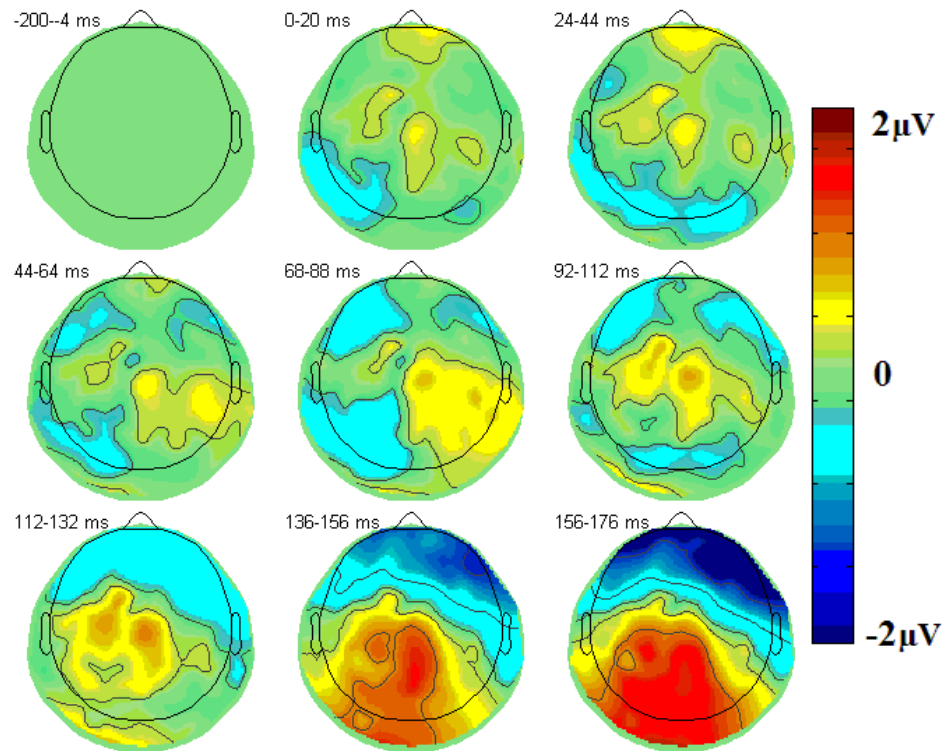 -200--4 ms
0-20 ms
24-44 ms
44-64 ms
68-88 ms
92-112 ms
112-132 ms
136-156 ms
156-176 ms
2μV
0
-2μV